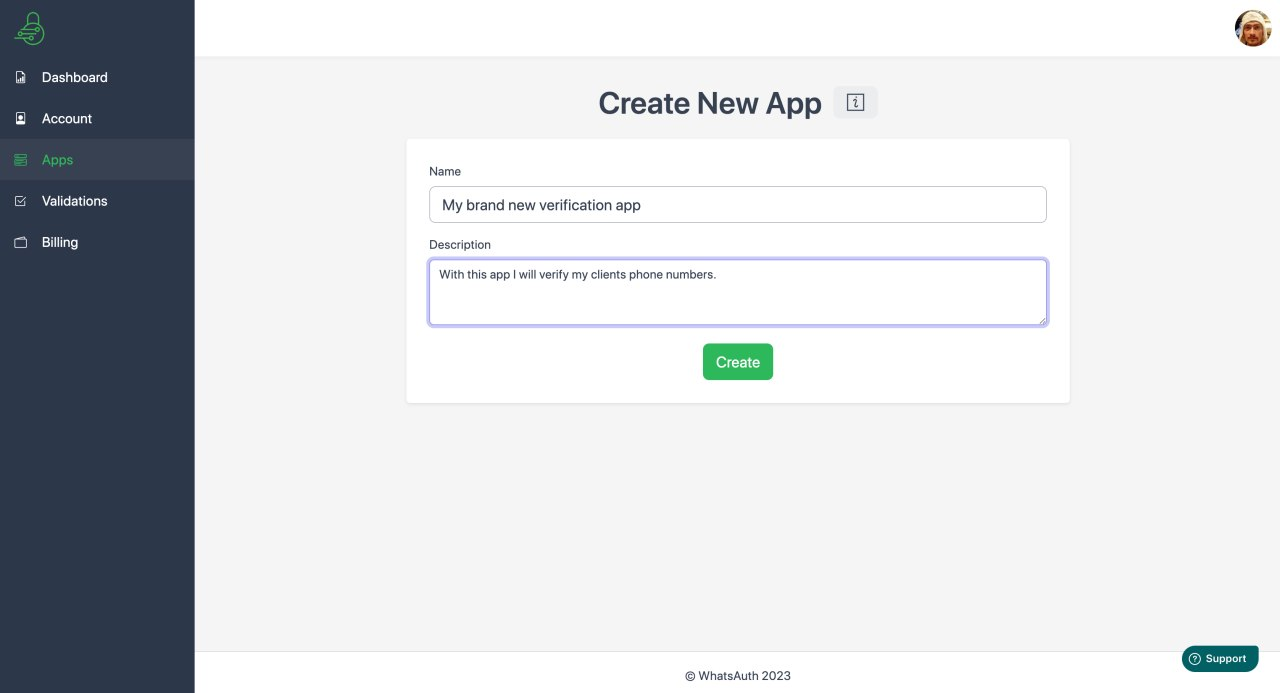 Dashboard
Account
Apps
Validations
Billing
Create New App
Name
My brand new verification app
Description
With this app I will verify my clients phone numbers.
Create
© WhatsAuth 2023
Support